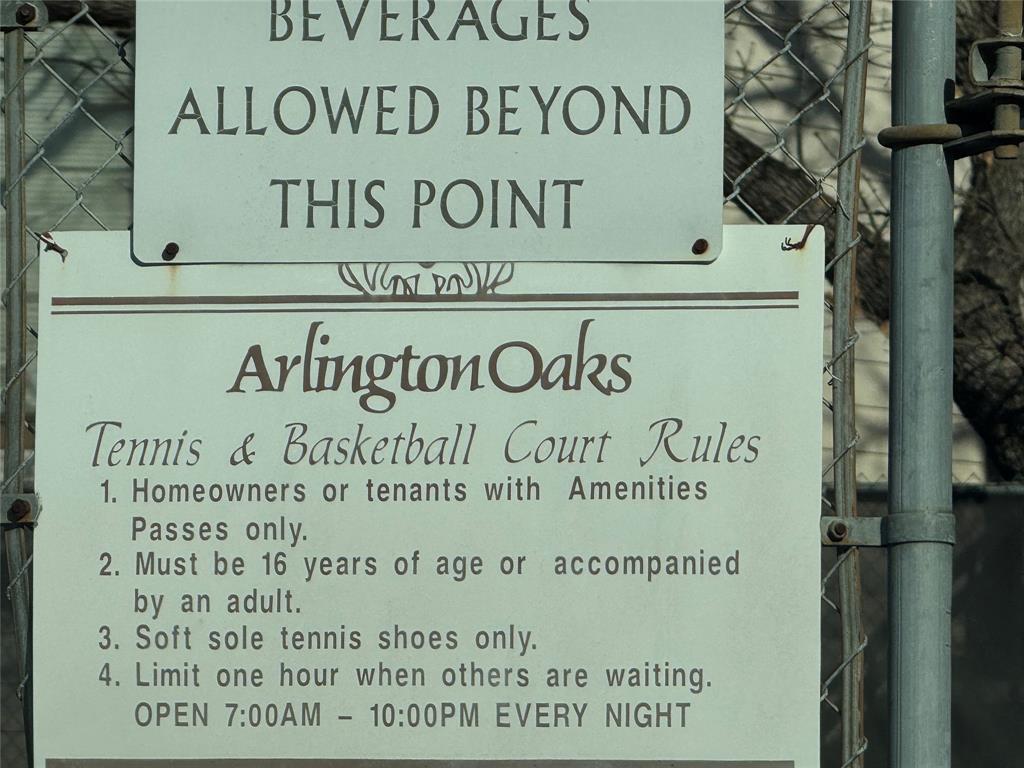 BEVERAGES
ALLOWED BEYOND
THIS POINT
Arlington Oaks
Tennis & Basketball Court Rules
1. Homeowners or tenants with Amenities
Passes only.
2. Must be 16 years of age or accompanied
by an adult.
3. Soft sole tennis shoes only.
4. Limit one hour when others are waiting.
OPEN 7:00AM – 10:00PM EVERY NIGHT